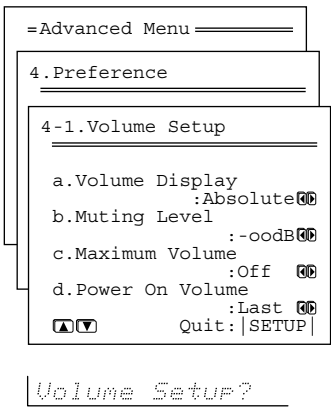 =Advanced Menu
4.Preference
4-1.Volume Setup
a.Volume Display
:Absolute
b.Muting Level
:-oodB
c.Maximum Volume
:Off
d.Power On Volume
:Last
Quit:|SETUP|
Volume Setup?